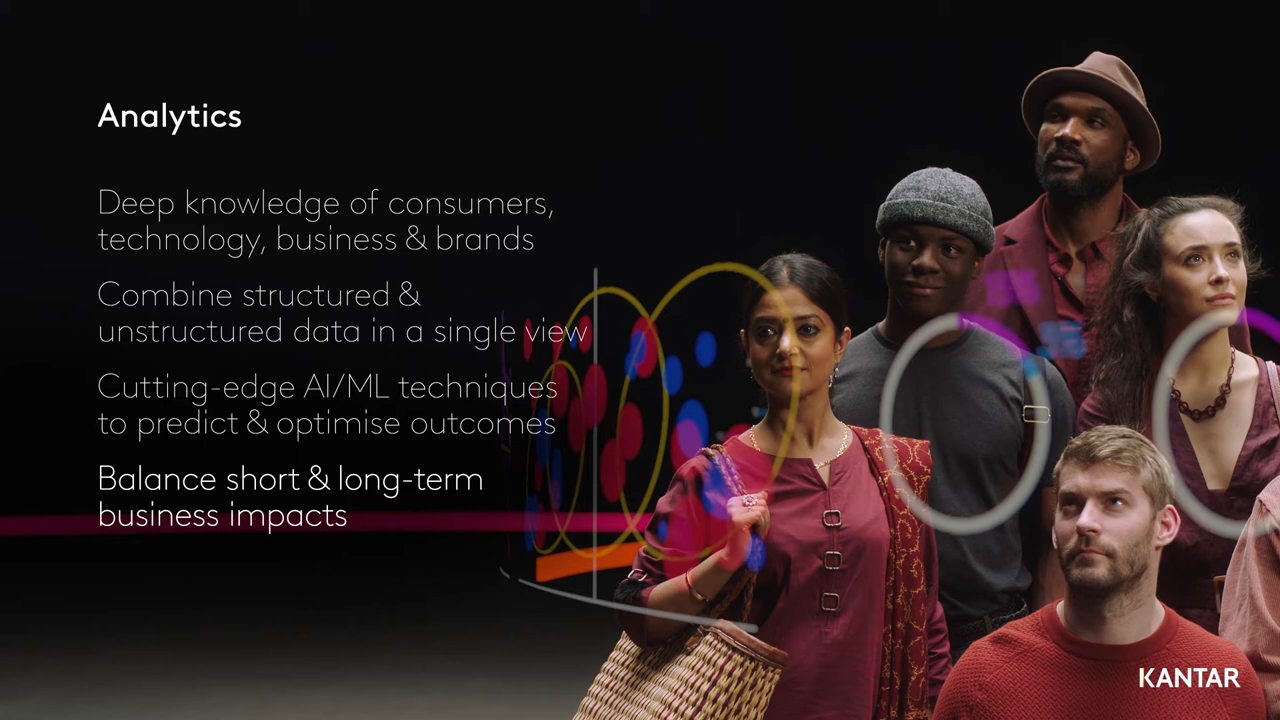 Analytics
Deep knowledge of consumers,
technology, business & brands
Combine structured &
unstructured data in a single view
Cutting-edge AI/ML techniques
to predict & optimise outcomes
Balance short & long-term
business impacts
KANTAR